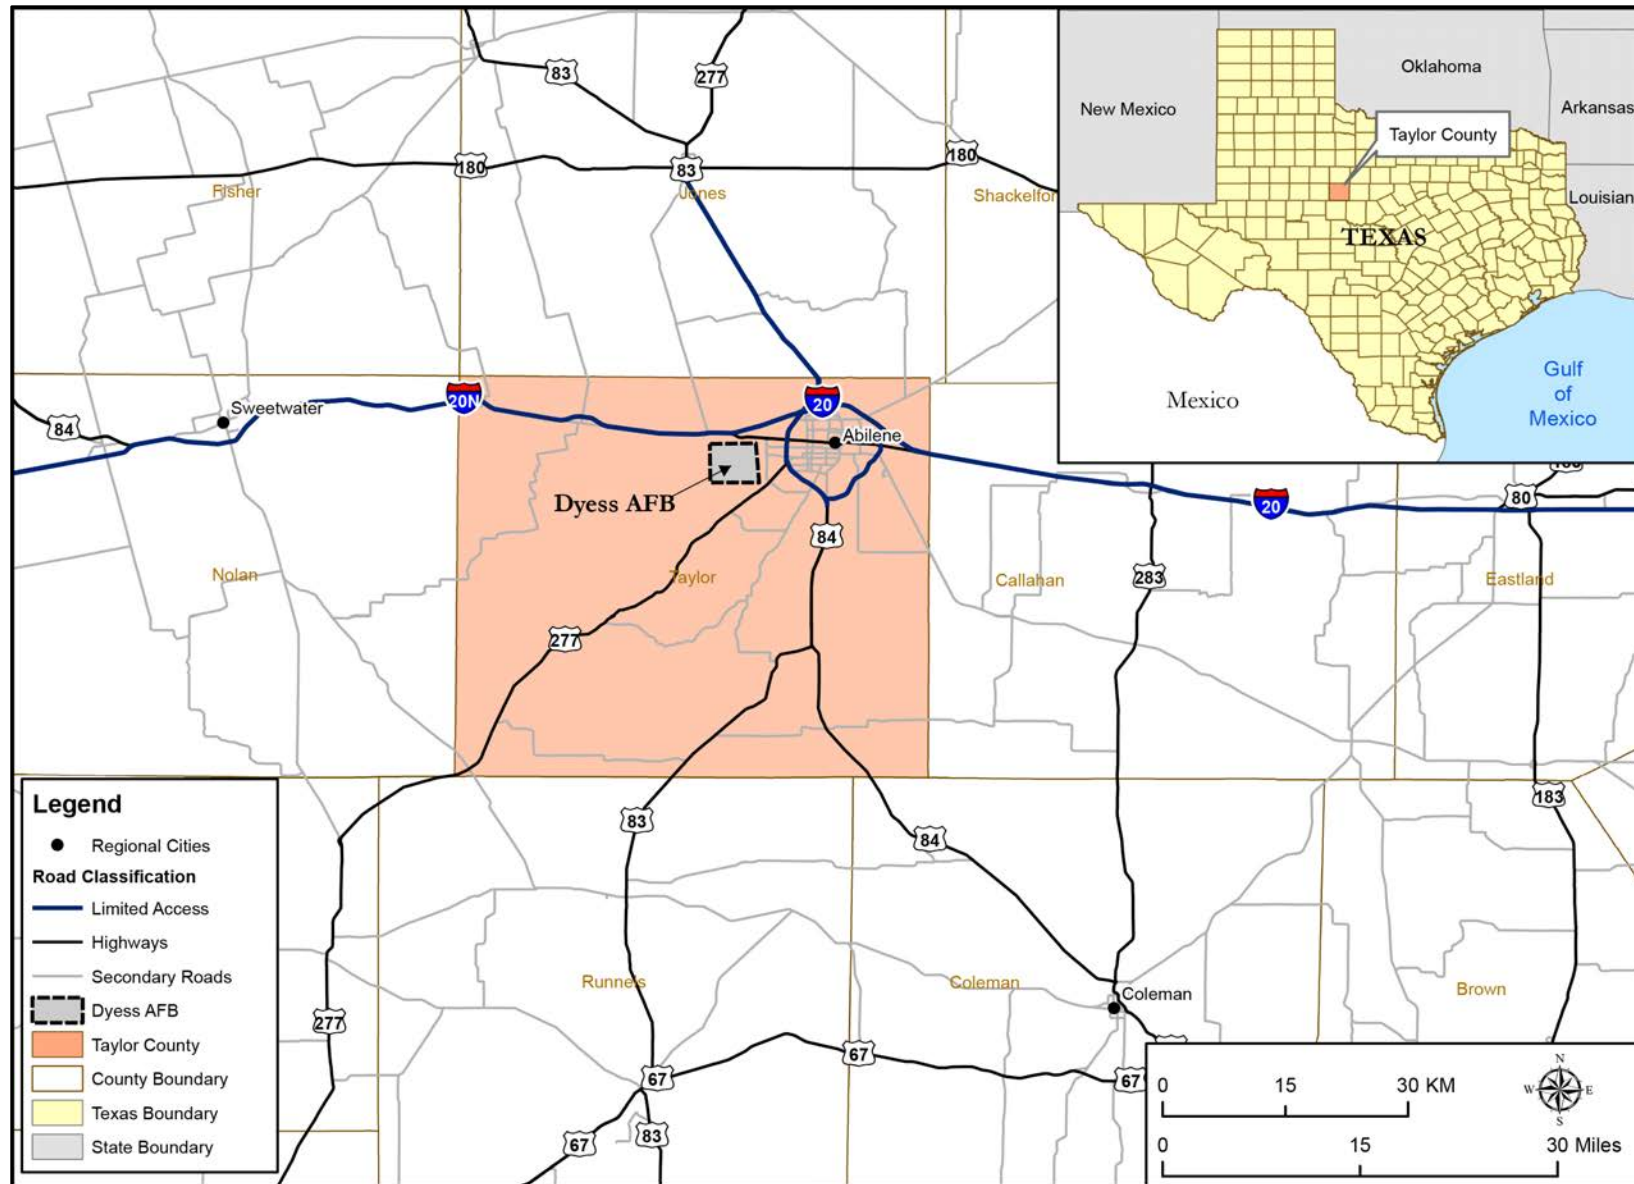 83
277
180
83
180
Fisher
Jones
Shackelfor
New Mexico
Oklahoma
Arkansas
Taylor County
Louisian
TEXAS
Mexico
Gulf
of
Mexico
20N
20
Sweetwater
84
Abilene
Dyess AFB
20
80
84
Nolan
Taylor
Callahan
283
Eastland
277
83
84
183
Legend
Regional Cities
Road Classification
Limited Access
Highways
Secondary Roads
Dyess AFB
Taylor County
County Boundary
Texas Boundary
State Boundary
Runnels
Coleman
Brown
Coleman
277
67
67
67
67
83
0 15 30 KM
0 15 30 Miles
N
W E
S